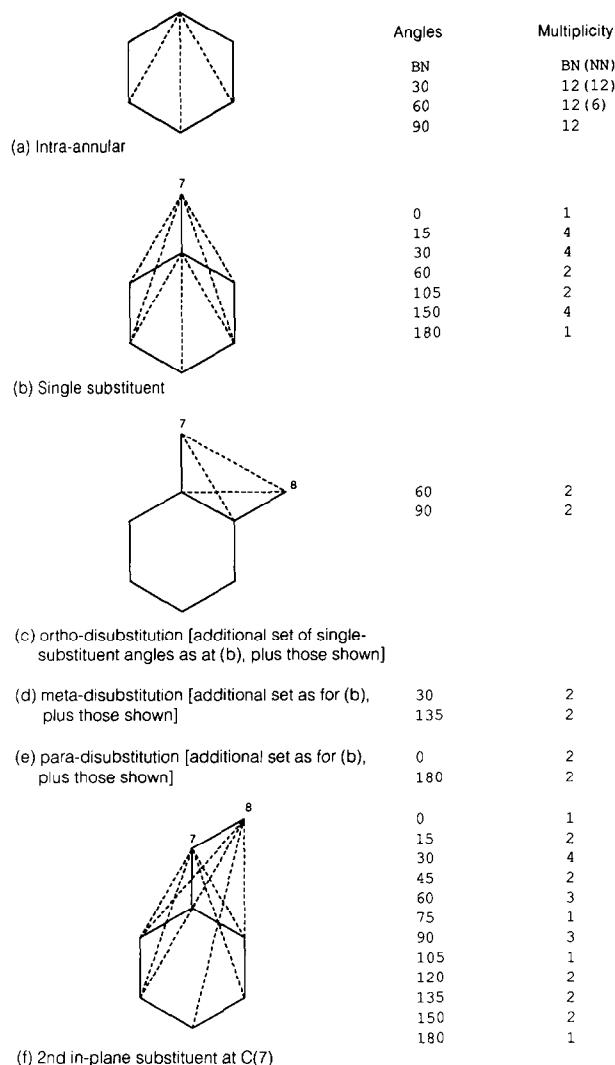 Angles Multiplicity
BN BN (NN)
30 12 (12)
60 12 (6)
90 12
(a) Intra-annular
7
0 1
15 4
30 4
60 2
105 2
150 4
180 1
(b) Single substituent
7
8
60 2
90 2
(c) ortho-disubstitution [additional set of single-
substituent angles as at (b), plus those shown]
(d) meta-disubstitution [additional set as for (b), 30 2
plus those shown] 135 2
(e) para-disubstitution [additional set as for (b), 0 2
plus those shown] 180 2
8
7
0 1
15 2
30 4
45 2
60 3
75 1
90 3
105 1
120 2
135 2
150 2
180 1
(f) 2nd in-plane substituent at C(7)